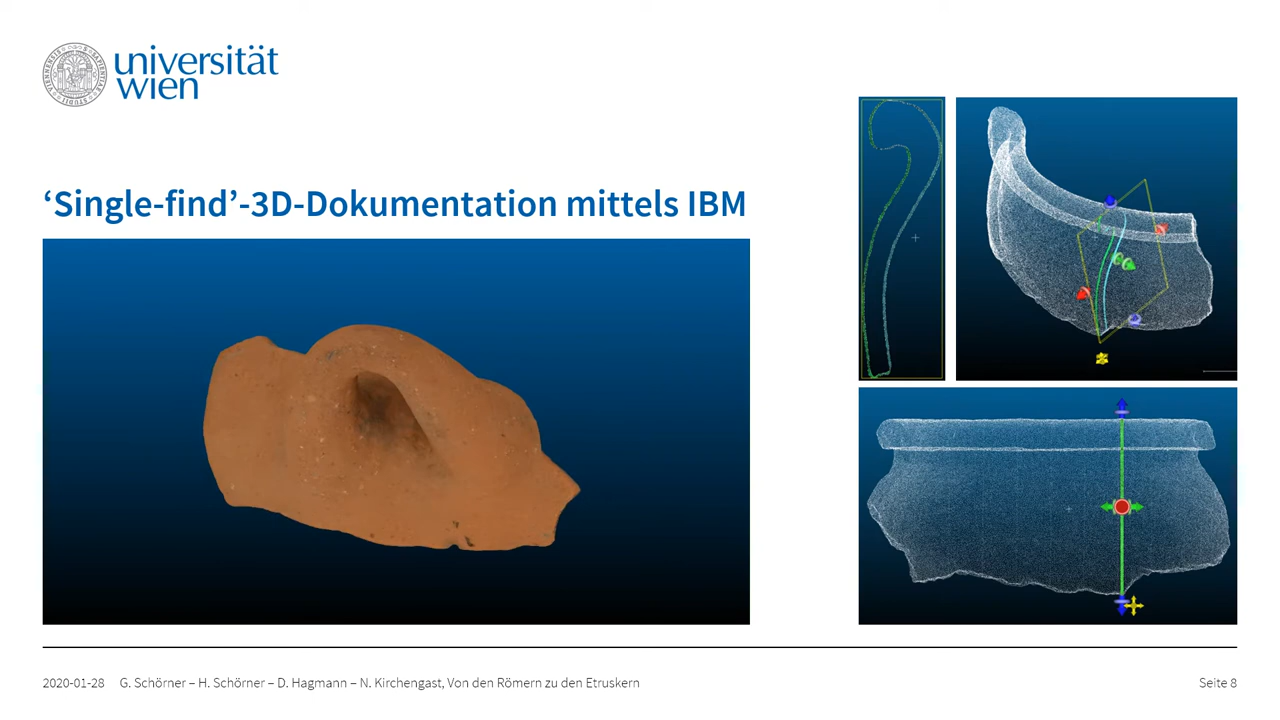 universität
wien
‘Single-find’-3D-Dokumentation mittels IBM
2020-01-28 G. Schörner – H. Schörner – D. Hagmann – N. Kirchengast, Von den Römern zu den Etruskern
Seite 8